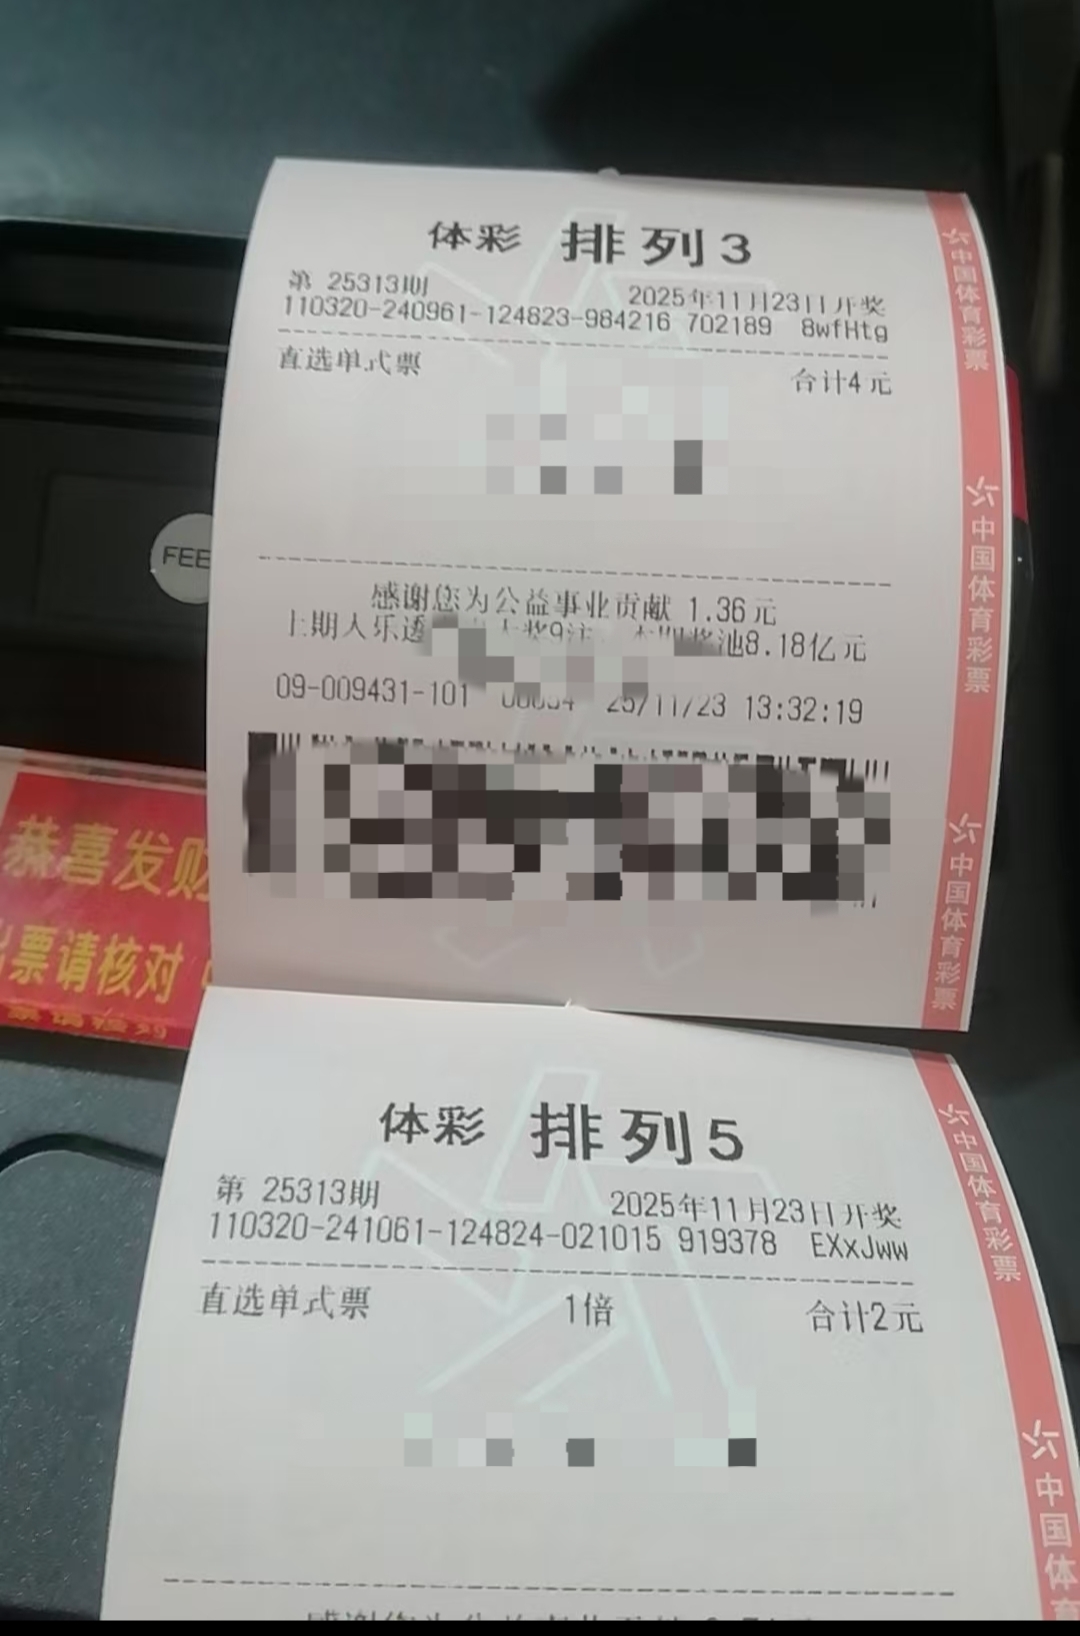 体彩 排列3
第 25313期 2025年11月23日开奖
110320-240961-124823-984216 702189 8wfHtg
直选单式票 合计4元
感谢您为公益事业贡献 1.36元
上期大乐透 大奖9注 池8.18亿元
09-009431-101 25/11/23 13:32:19
中国体育彩票
中国体育彩票
中国体育彩票
FEE
恭喜发财
出票请核对
体彩 排列5
第 25313期 2025年11月23日开奖
110320-241061-124824-021015 919378 EXxJww
直选单式票 1倍 合计2元
中国体育彩票
中国体育